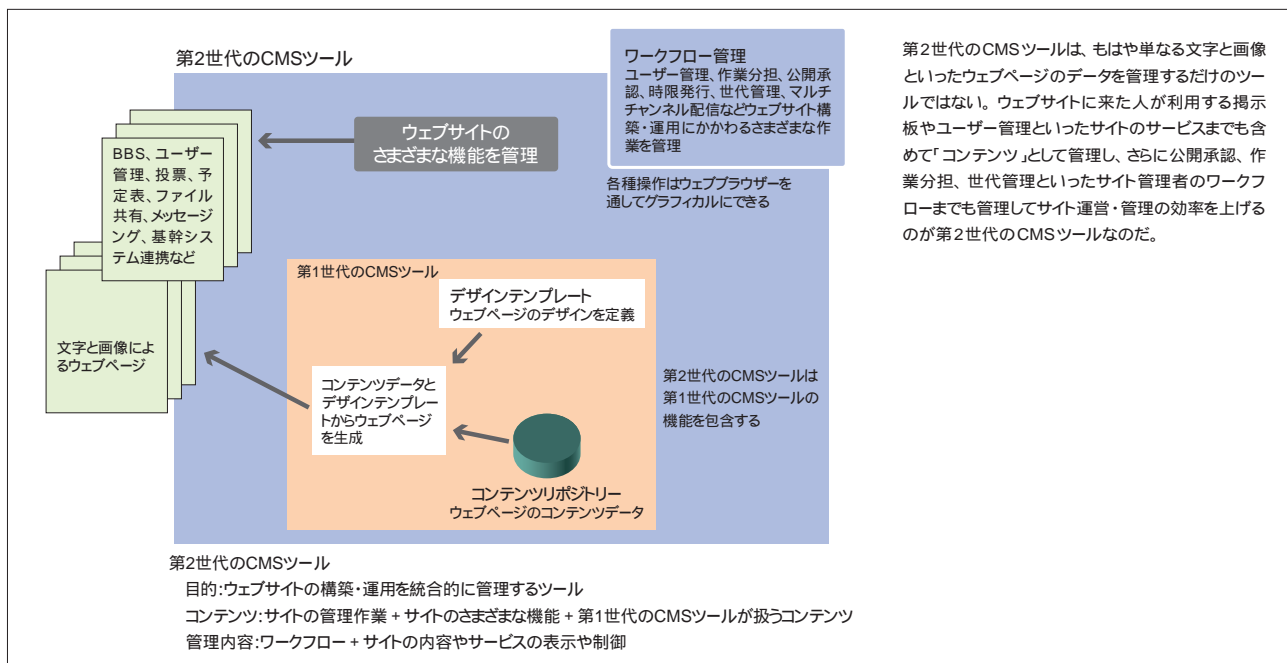 第2世代のCMSツール
ワークフロー管理
ユーザー管理、作業分担、公開承
認、時限発行、世代管理、マルチ
チャンネル配信などウェブサイト構
築・運用にかかわるさまざまな作
業を管理
ウェブサイトの
さまざまな機能を管理
各種操作はウェブブラウザーを
通してグラフィカルにできる
BBS、ユーザー
管理、投票、予
定表、ファイル
共有、メッセージ
ング、基幹シス
テム連携など
文字と画像によ
るウェブページ
第1世代のCMSツール
デザインテンプレート
ウェブページのデザインを定義
コンテンツデータと
デザインテンプレー
トからウェブページ
を生成
コンテンツリポジトリー
ウェブページのコンテンツデータ
第2世代のCMSツールは
第1世代のCMSツールの
機能を包含する
第2世代のCMSツール
目的:ウェブサイトの構築・運用を統合的に管理するツール
コンテンツ:サイトの管理作業+サイトのさまざまな機能+第1世代のCMSツールが扱うコンテンツ
管理内容:ワークフロー+サイトの内容やサービスの表示や制御
第2世代のCMSツールは、もはや単なる文字と画像
といったウェブページのデータを管理するだけのツー
ルではない。ウェブサイトに来た人が利用する掲示
板やユーザー管理といったサイトのサービスまでも含
めて「コンテンツ」として管理し、さらに公開承認、作
業分担、世代管理といったサイト管理者のワークフ
ローまでも管理してサイト運営・管理の効率を上げる
のが第2世代のCMSツールなのだ。